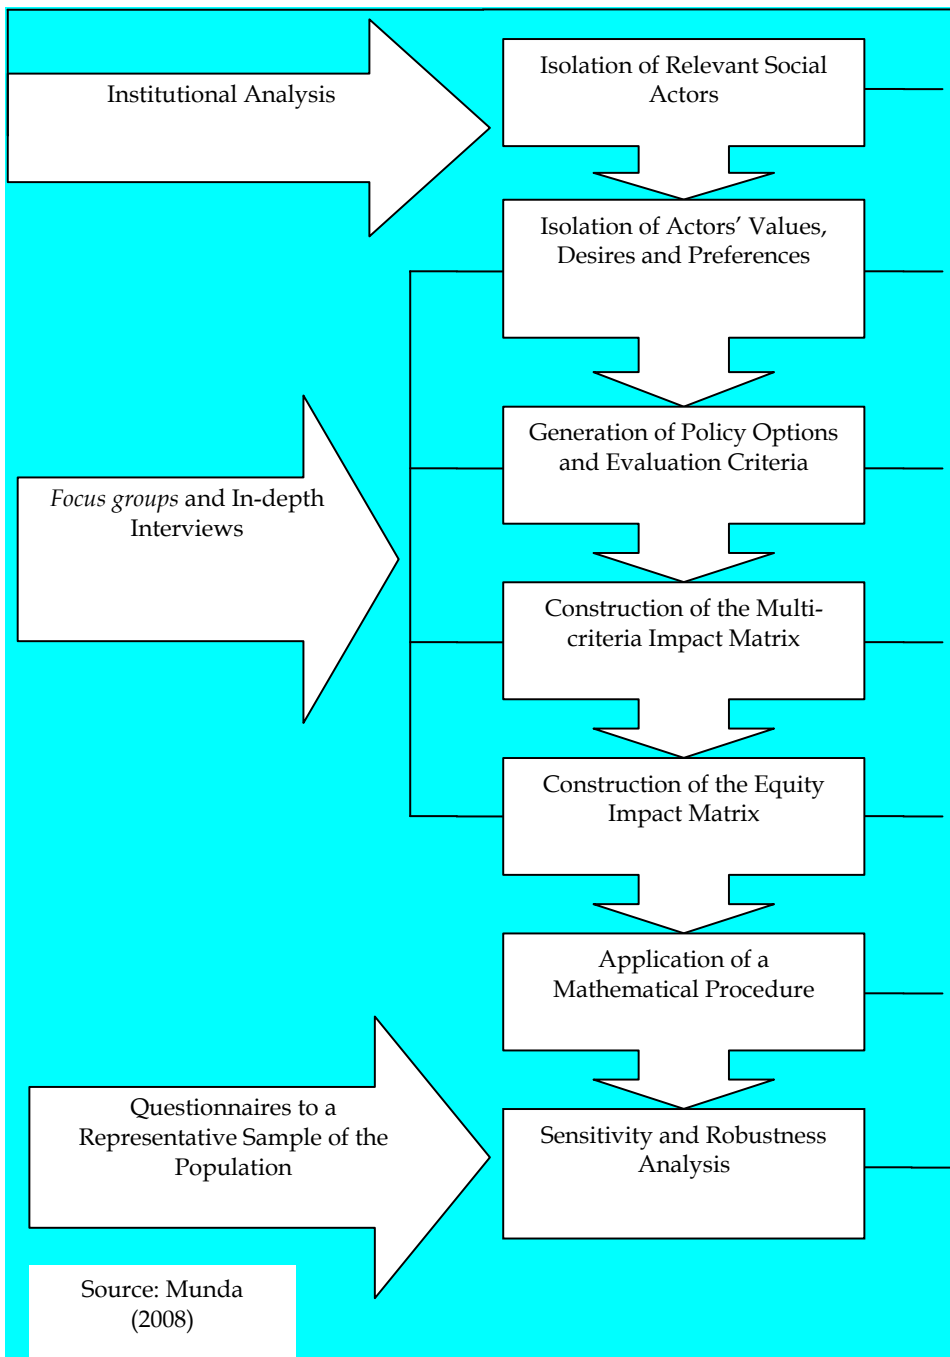 Institutional Analysis
Isolation of Relevant Social
Actors
Isolation of Actors’ Values,
Desires and Preferences
Generation of Policy Options
and Evaluation Criteria
Focus groups and In-depth
Interviews
Construction of the Multi-
criteria Impact Matrix
Construction of the Equity
Impact Matrix
Application of a
Mathematical Procedure
Questionnaires to a
Representative Sample of the
Population
Sensitivity and Robustness
Analysis
Source: Munda
(2008)